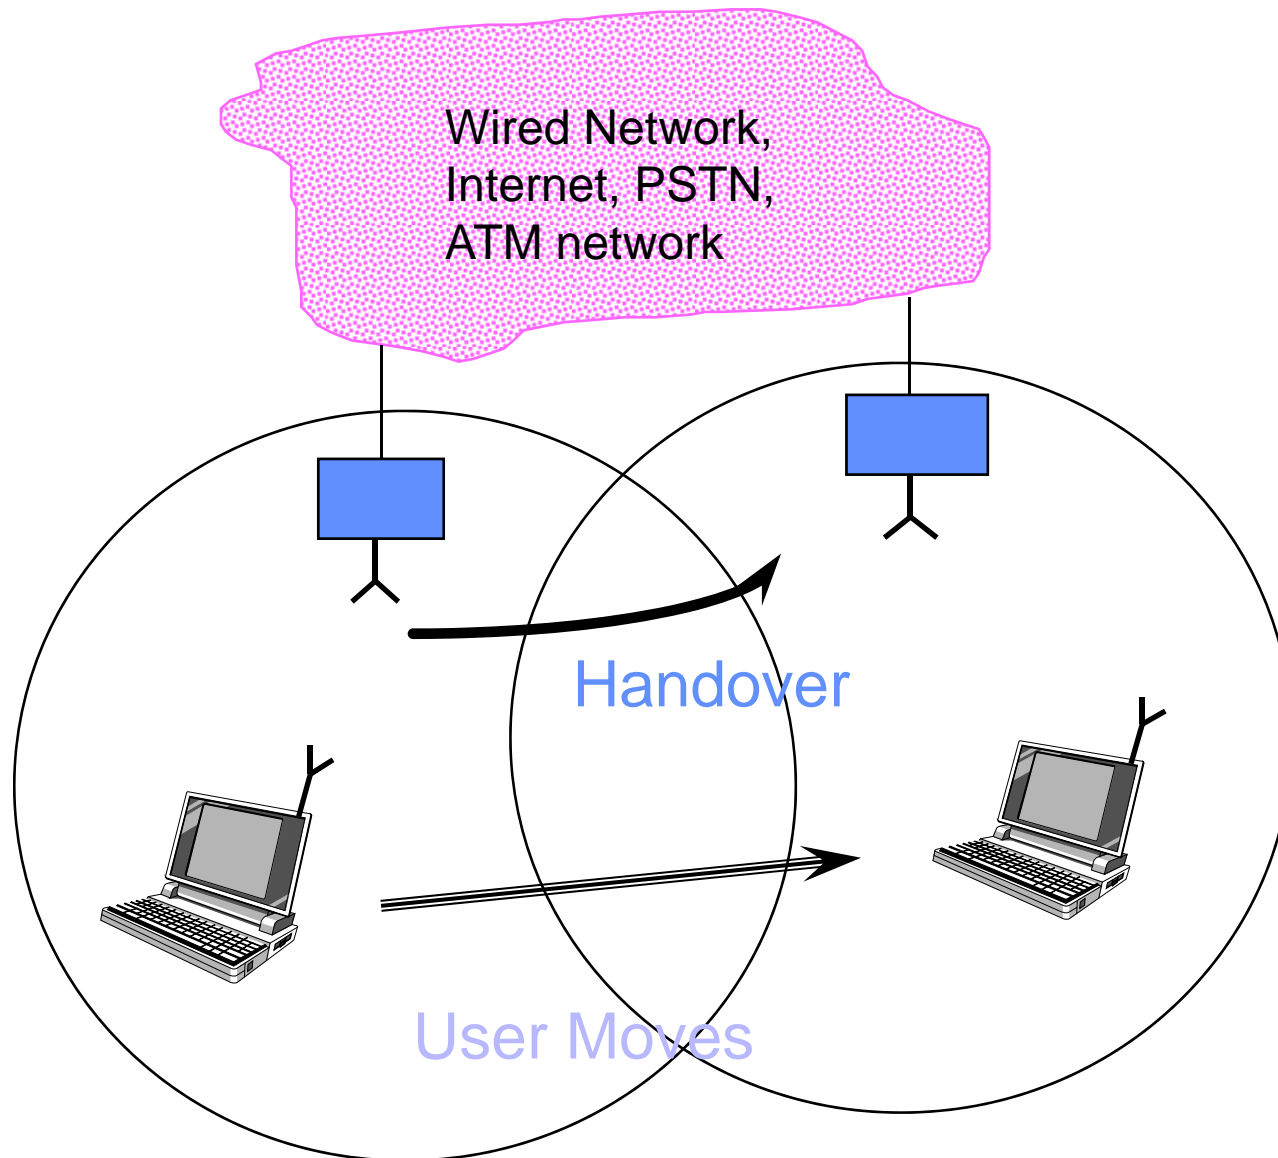 Wired Network,
Internet, PSTN,
ATM network
Handover
User Moves